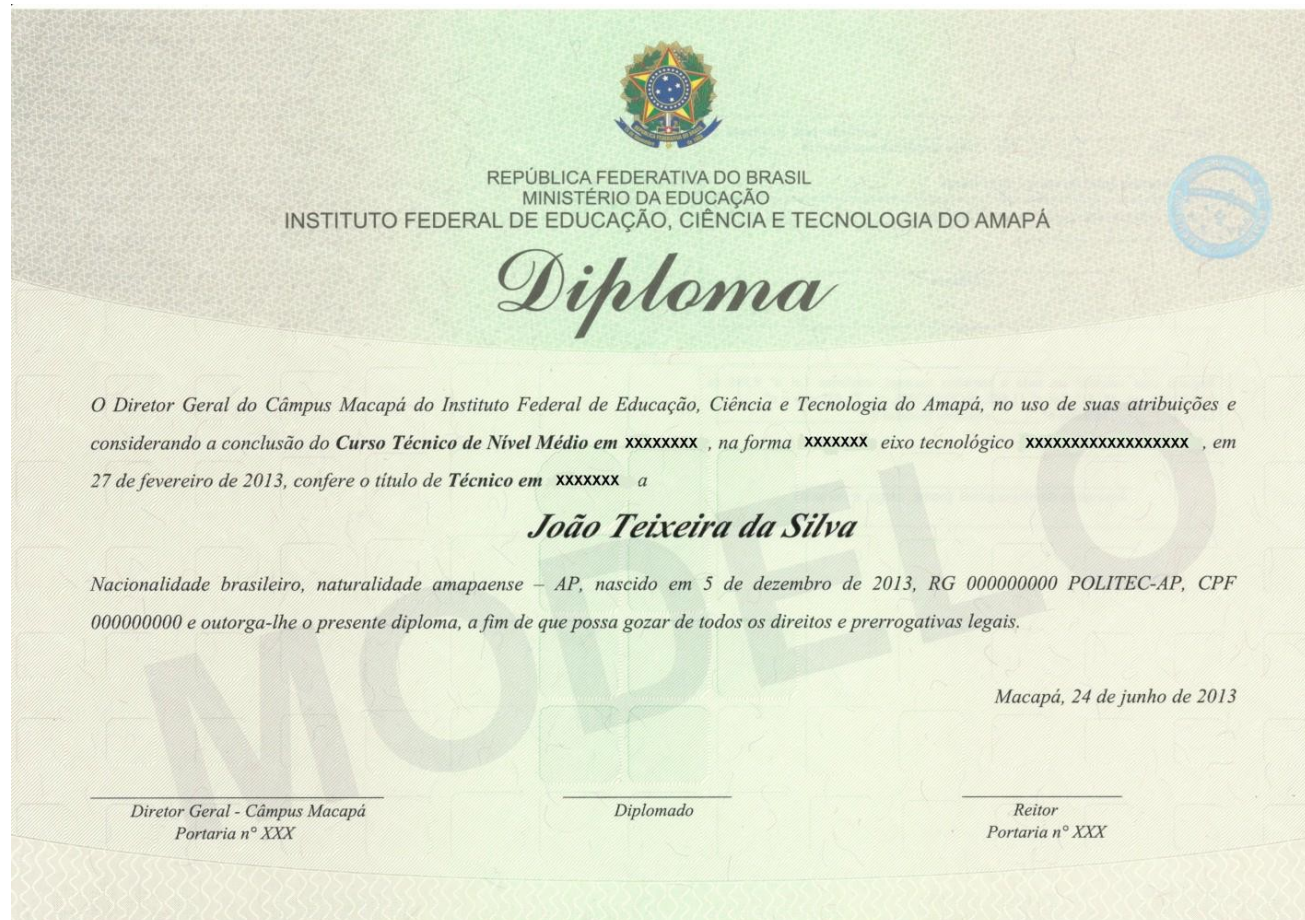 REPÚBLICA FEDERATIVA DO BRASIL
MINISTÉRIO DA EDUCAÇÃO
INSTITUTO FEDERAL DE EDUCAÇÃO, CIÊNCIA E TECNOLOGIA DO AMAPÁ
Diploma
O Diretor Geral do Câmpus Macapá do Instituto Federal de Educação, Ciência e Tecnologia do Amapá, no uso de suas atribuições e
considerando a conclusão do Curso Técnico de Nível Médio em xxxxxxxx , na forma xxxxxxx eixo tecnológico xxxxxxxxxxxxxxxxxx , em
27 de fevereiro de 2013, confere o título de Técnico em xxxxxxx a
João Teixeira da Silva
Nacionalidade brasileiro, naturalidade amapaense – AP, nascido em 5 de dezembro de 2013, RG 000000000 POLITEC-AP, CPF
000000000 e outorga-lhe o presente diploma, a fim de que possa gozar de todos os direitos e prerrogativas legais.
MODELO
Macapá, 24 de junho de 2013
Diretor Geral - Câmpus Macapá
Portaria n° XXX
Diplomado
Reitor
Portaria n° XXX